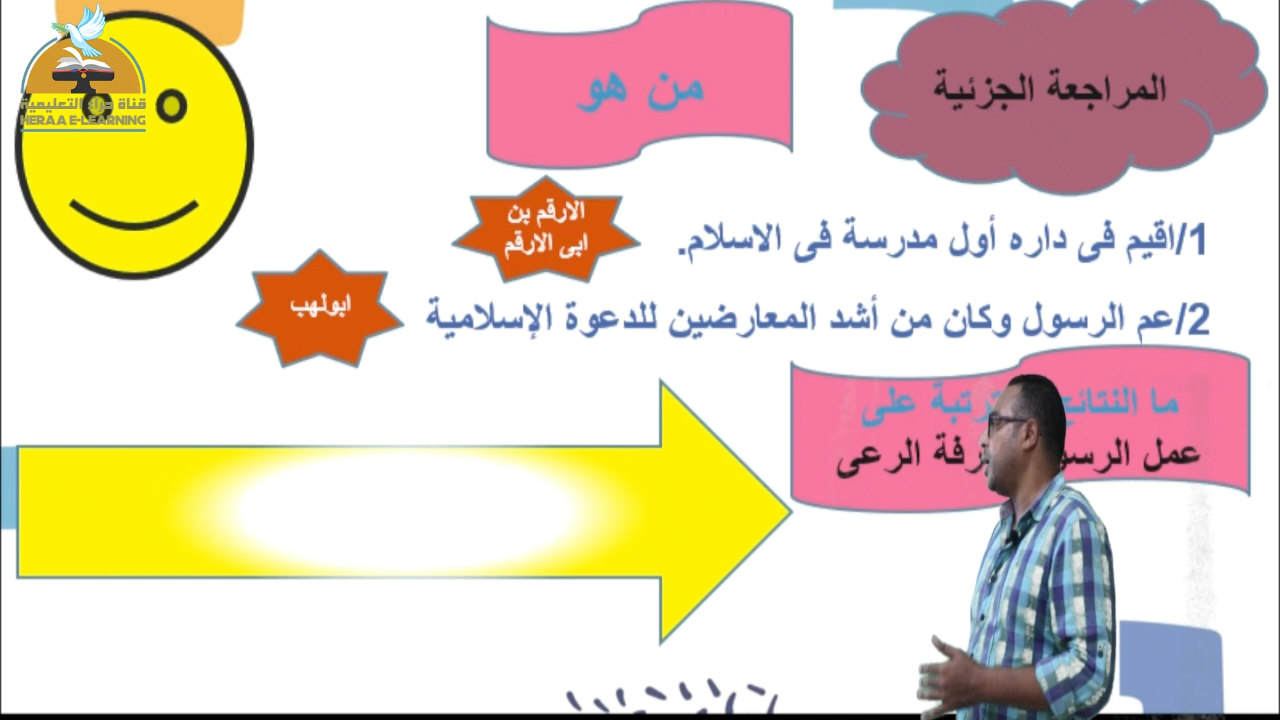 قناة حراء التعليمية
HERAA E-LEARNING
المراجعة الجزئية
من هو
1/اقيم فى داره أول مدرسة فى الاسلام.
الارقم بن
ابى الارقم
2/عم الرسول وكان من أشد المعارضين للدعوة الإسلامية
ابولهب
ما النتائج على
عمل الرعى